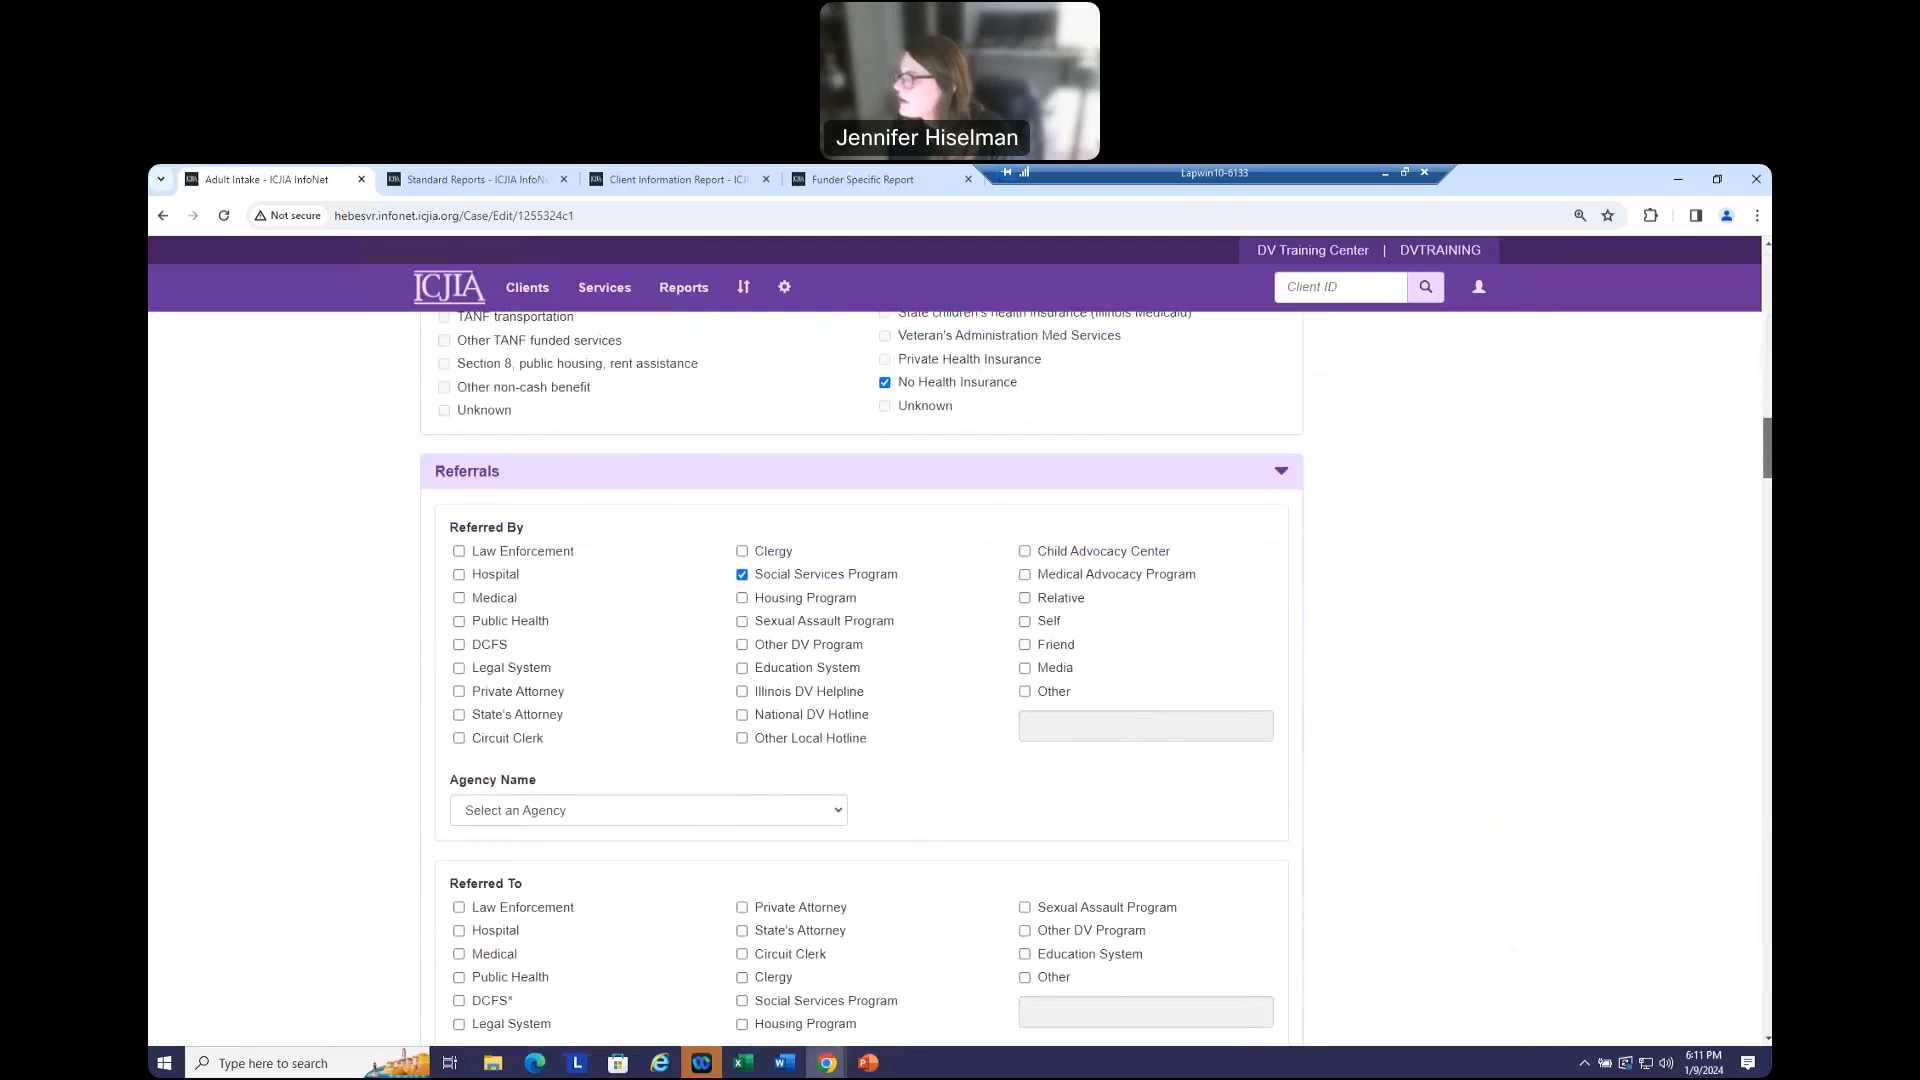 Jennifer Hiselman
Adult Intake - ICJIA InfoNet
Standard Reports - ICJIA InfoN
Client Information Report - ICJ
Funder Specific Report
Lapwin10-6133
Not secure
hebesvr.infonet.icjia.org/Case/Edit/1255324c1
DV Training Center | DVTRAINING
ICJIA
Clients
Services
Reports
Client ID
TANF transportation
Other TANF funded services
Section 8, public housing, rent assistance
Other non-cash benefit
Unknown
State children's health insurance (Illinois Medicaid)
Veteran's Administration Med Services
Private Health Insurance
No Health Insurance
Unknown
Referrals
Referred By
Law Enforcement
Hospital
Medical
Public Health
DCFS
Legal System
Private Attorney
State's Attorney
Circuit Clerk
Clergy
Social Services Program
Housing Program
Sexual Assault Program
Other DV Program
Education System
Illinois DV Helpline
National DV Hotline
Other Local Hotline
Child Advocacy Center
Medical Advocacy Program
Relative
Self
Friend
Media
Other
Agency Name
Select an Agency
Referred To
Law Enforcement
Hospital
Medical
Public Health
DCFS*
Legal System
Private Attorney
State's Attorney
Circuit Clerk
Clergy
Social Services Program
Housing Program
Sexual Assault Program
Other DV Program
Education System
Other
Type here to search
6:11 PM
1/9/2024